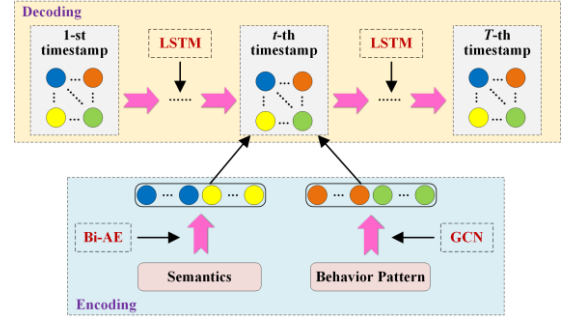 Decoding
1-st
timestamp
LSTM
t-th
timestamp
LSTM
T-th
timestamp
Bi-AE
GCN
Semantics
Behavior Pattern
Encoding